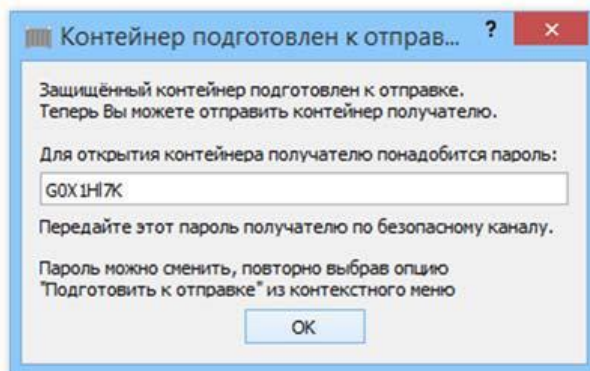 Контейнер подготовлен к отправ... ?
Защищённый контейнер подготовлен к отправке.
Теперь Вы можете отправить контейнер получателю.
Для открытия контейнера получателю понадобится пароль:
G0X1Hl7K
Передайте этот пароль получателю по безопасному каналу.
Пароль можно сменить, повторно выбрав опцию
"Подготовить к отправке" из контекстного меню
OK